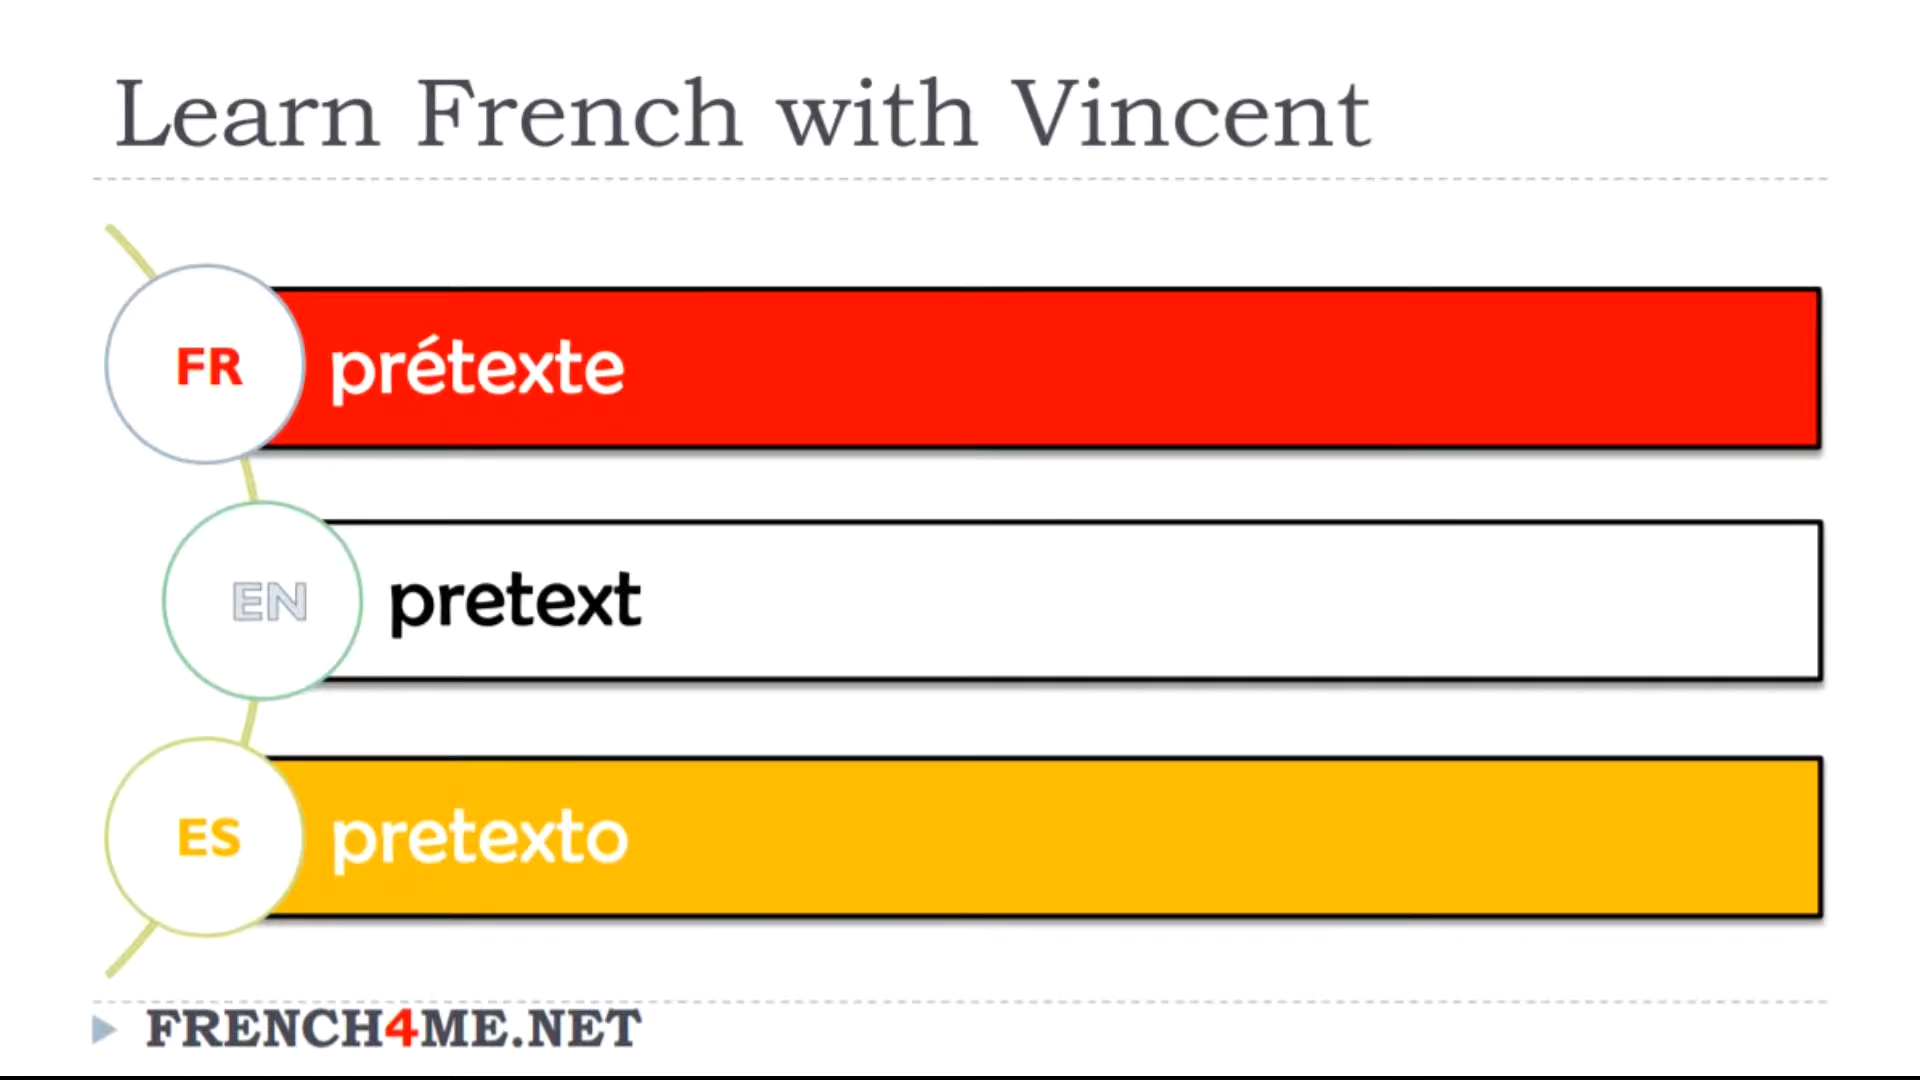 Learn French with Vincent
FR prétexte
EN pretext
ES pretexto
FRENCH4ME.NET